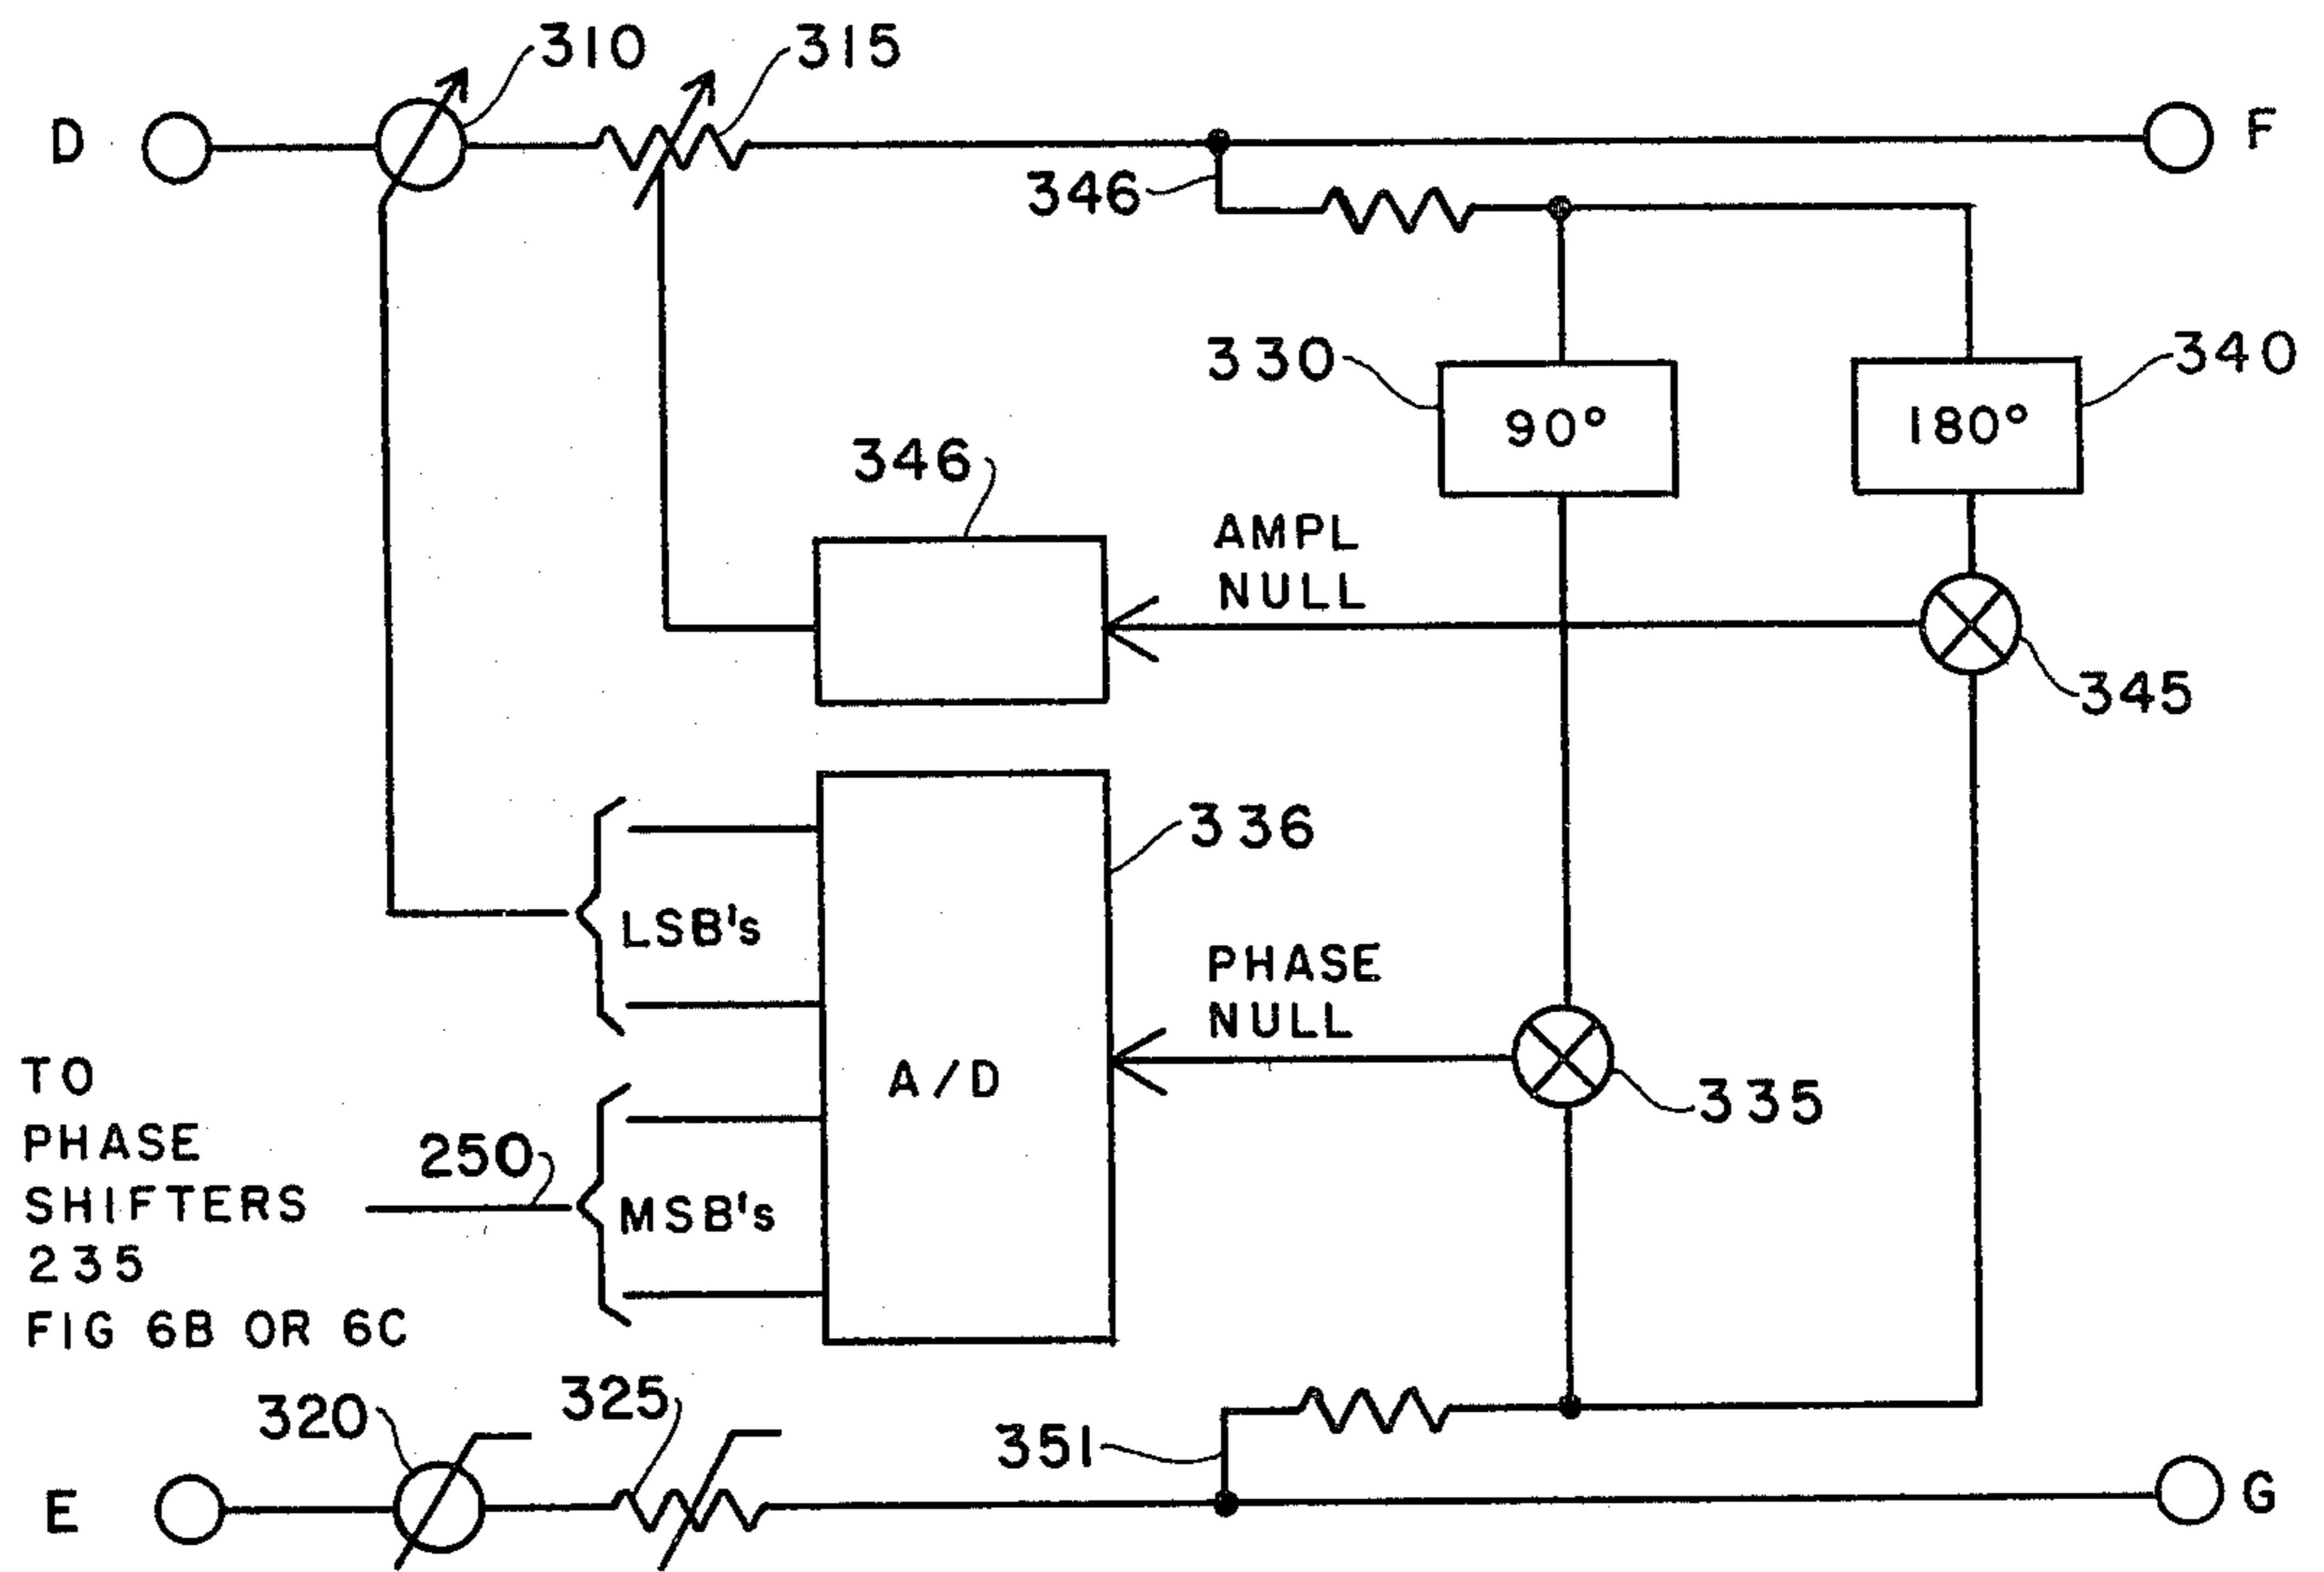 310
315
D
F
346
330
340
90°
180°
346
AMPL
NULL
345
336
LSB's
PHASE
NULL
A/D
335
TO
PHASE
SHIFTERS
235
FIG 6B OR 6C
250
MSB's
320
325
351
E
G